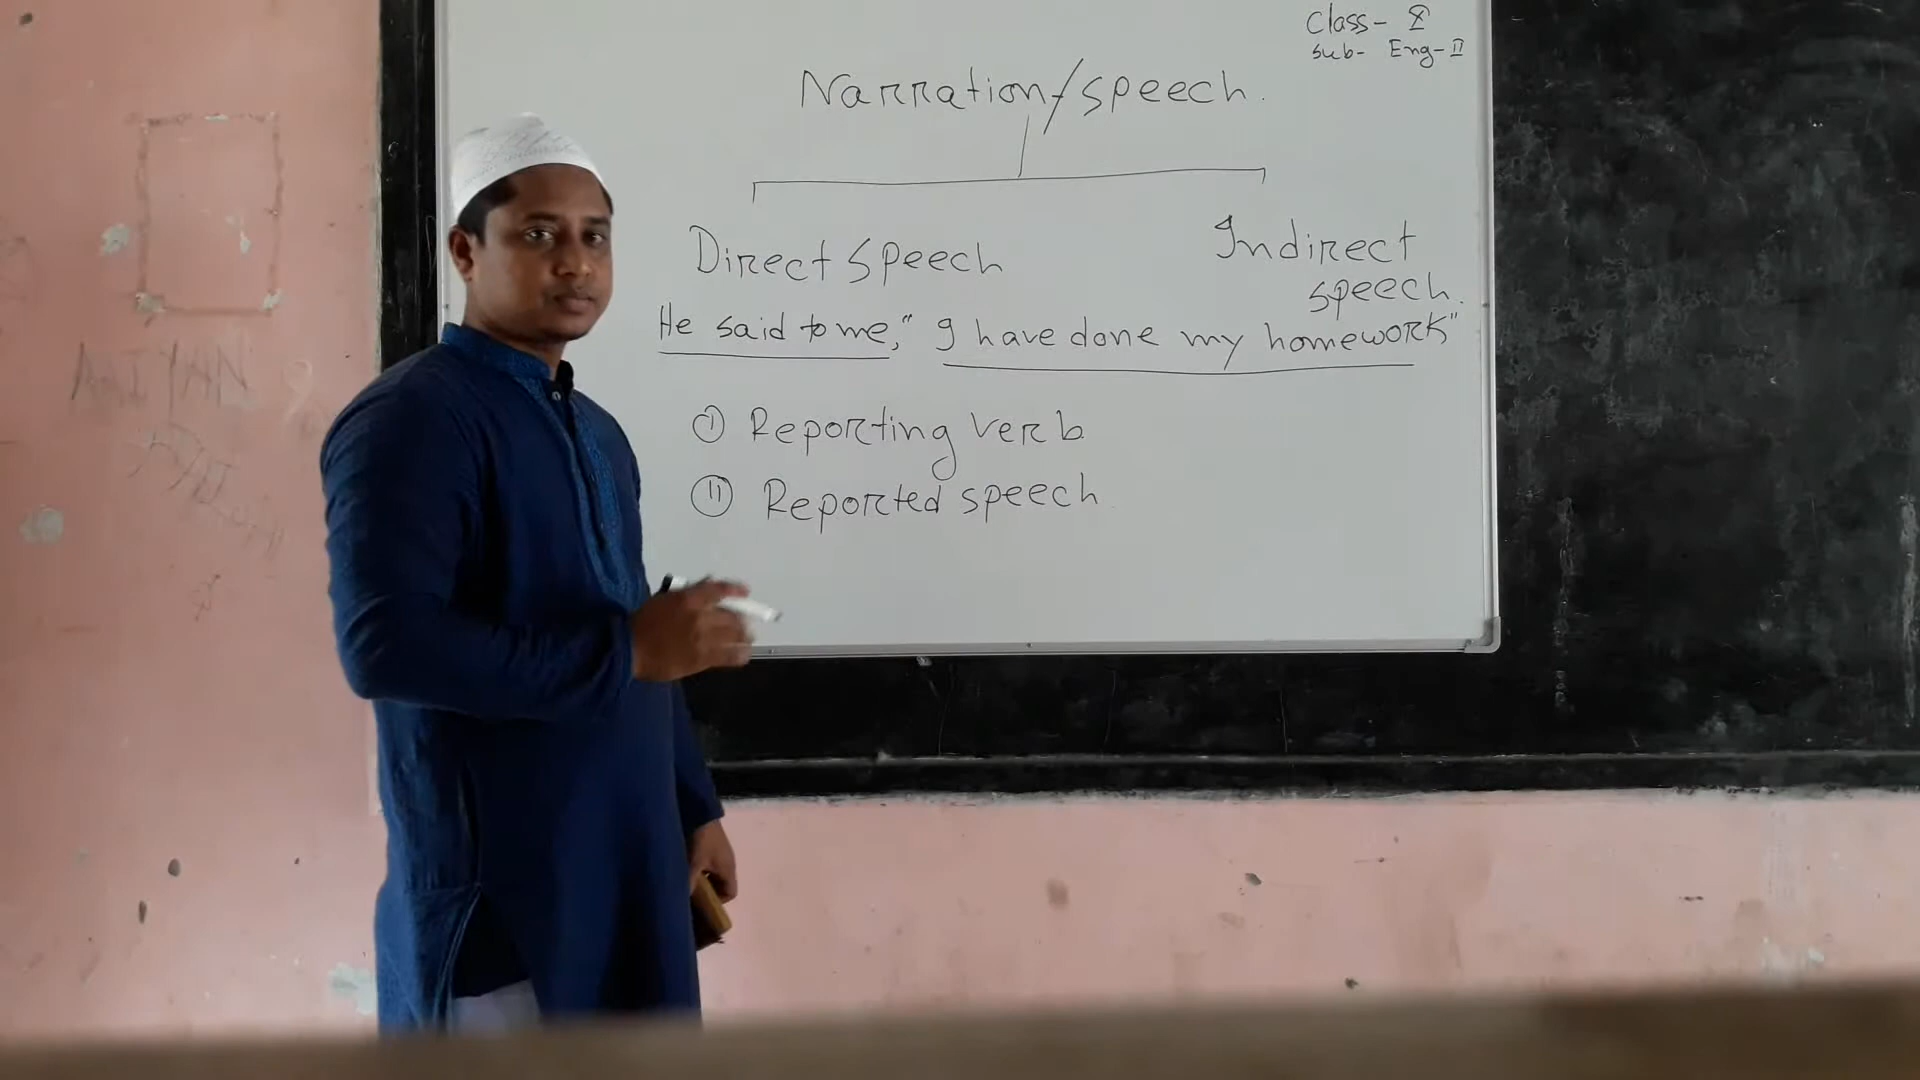 Class- X
Sub- Eng-II
Narration/speech.
Direct speech
Indirect
speech.
He said to me," I have done my homework"
(i) Reporting verb
(ii) Reported speech